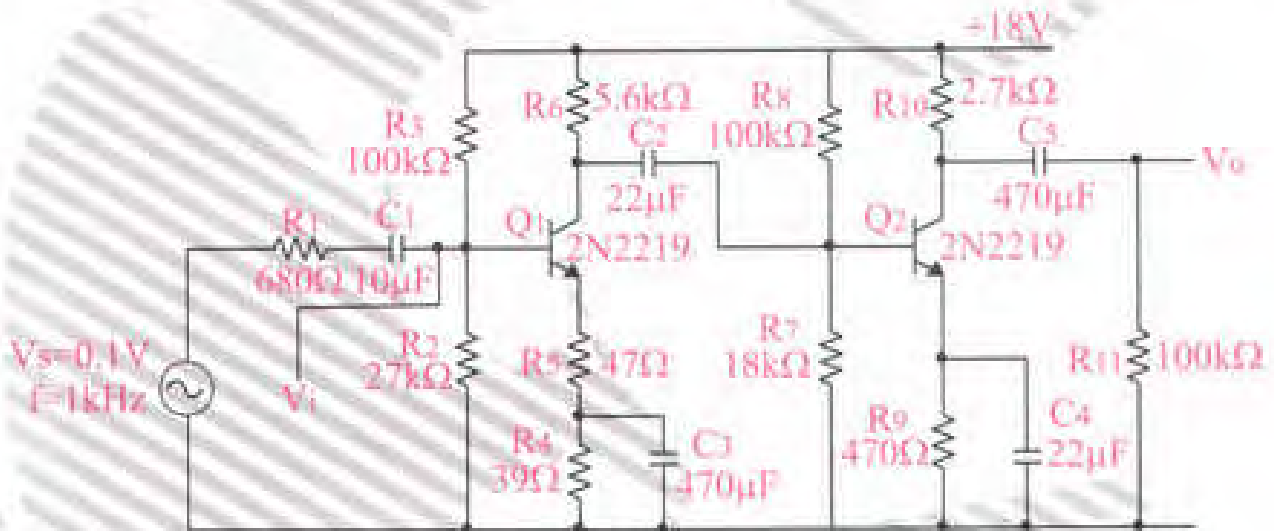 +18V
R6
5.6kΩ
R8
100kΩ
R10
2.7kΩ
R3
100kΩ
C2
22μF
C5
470μF
Vo
R1
680Ω
C1
10μF
Q1
2N2219
Q2
2N2219
Vs=0.1V
f=1kHz
Vi
R2
27kΩ
R5
47Ω
R7
18kΩ
R11
100kΩ
R4
39Ω
C3
470μF
R9
470Ω
C4
22μF